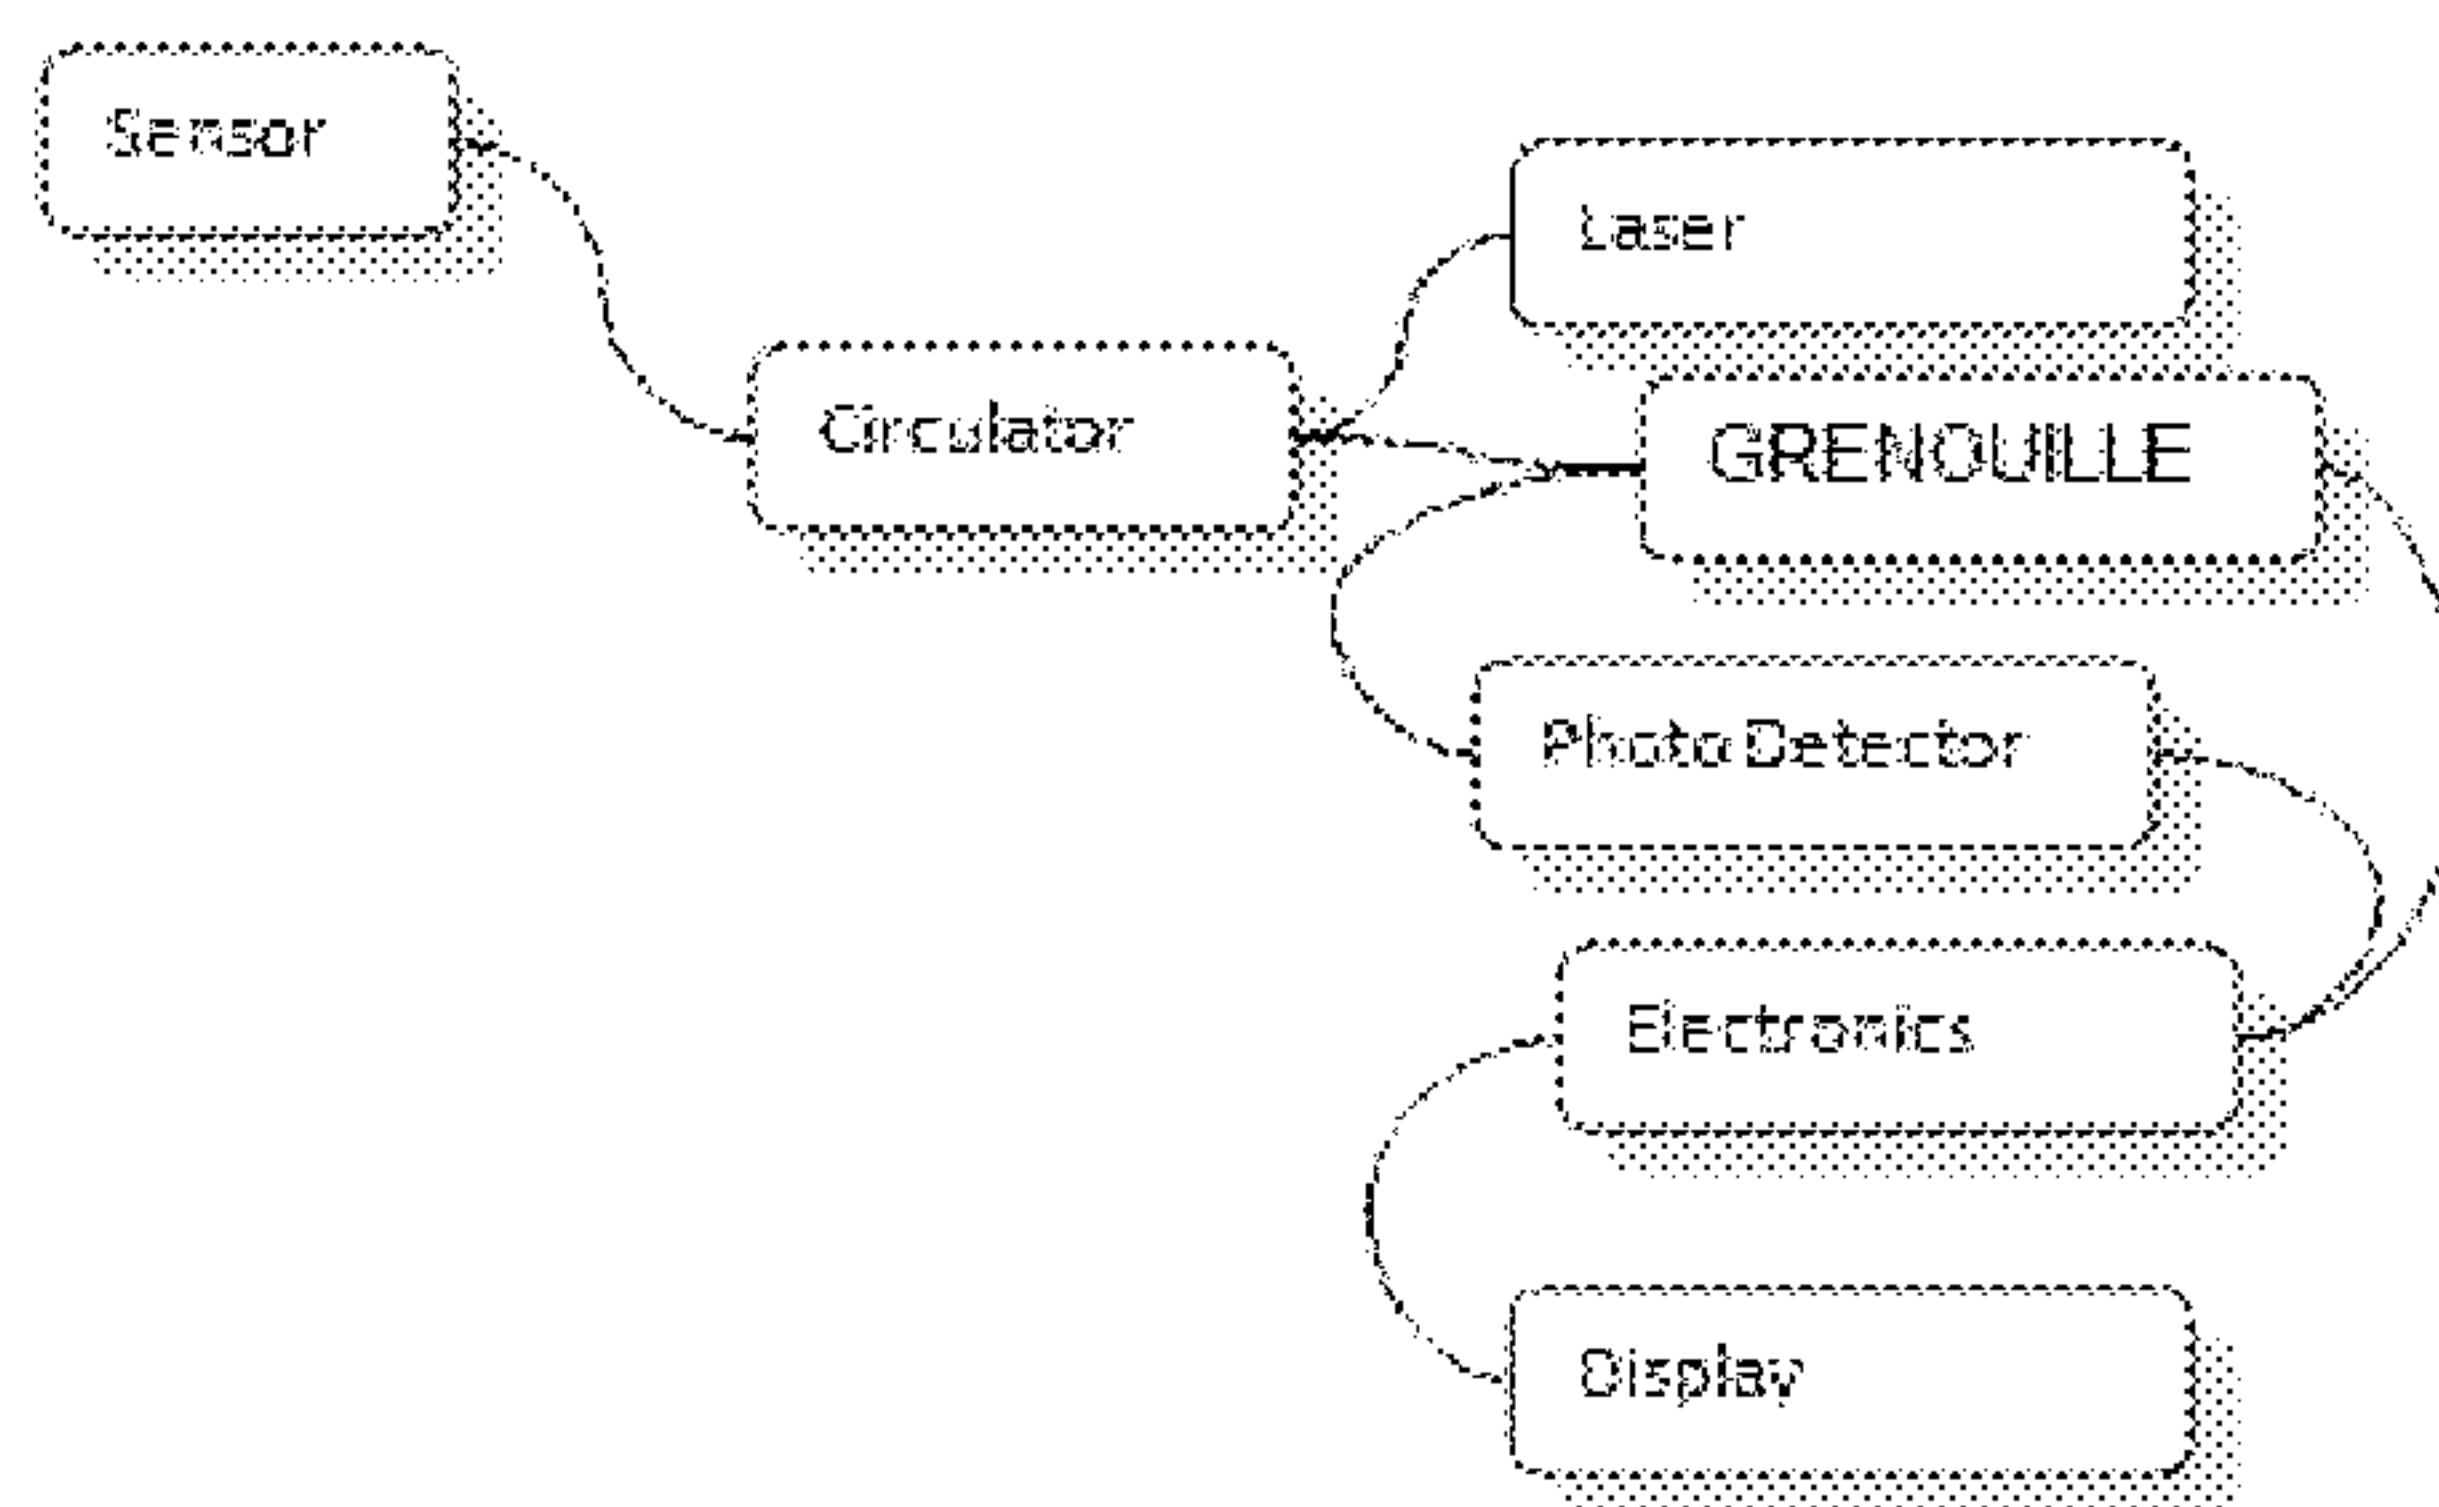 Sensor
Laser
Circulator
GRENOUILLE
Photo Detector
Electronics
Display